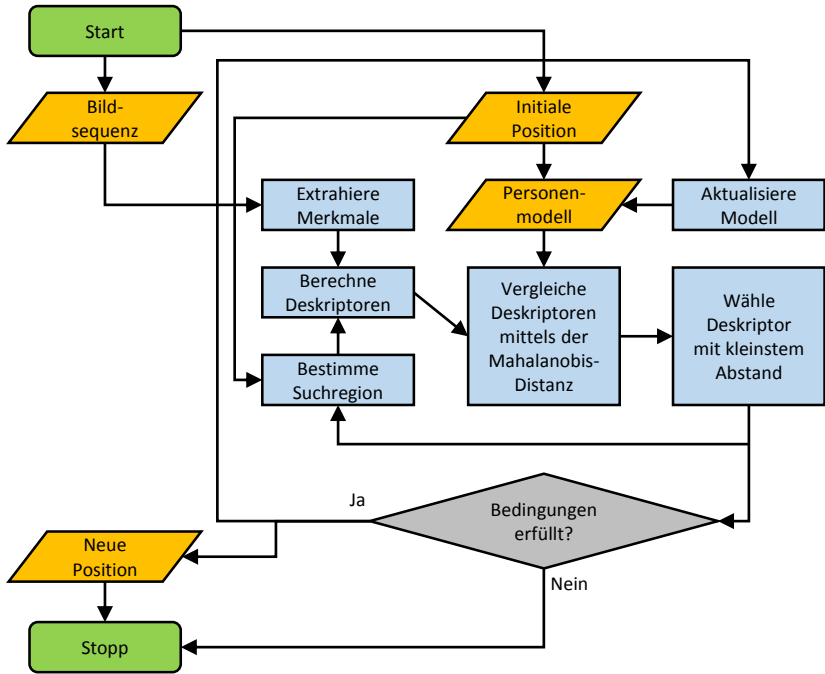 Start
Bild-
sequenz
Initiale
Position
Extrahiere
Merkmale
Personen-
modell
Aktualisiere
Modell
Berechne
Deskriptoren
Vergleiche
Deskriptoren
mittels der
Mahalanobis-
Distanz
Wähle
Deskriptor
mit kleinstem
Abstand
Bestimme
Suchregion
Ja
Bedingungen
erfüllt?
Nein
Neue
Position
Stopp